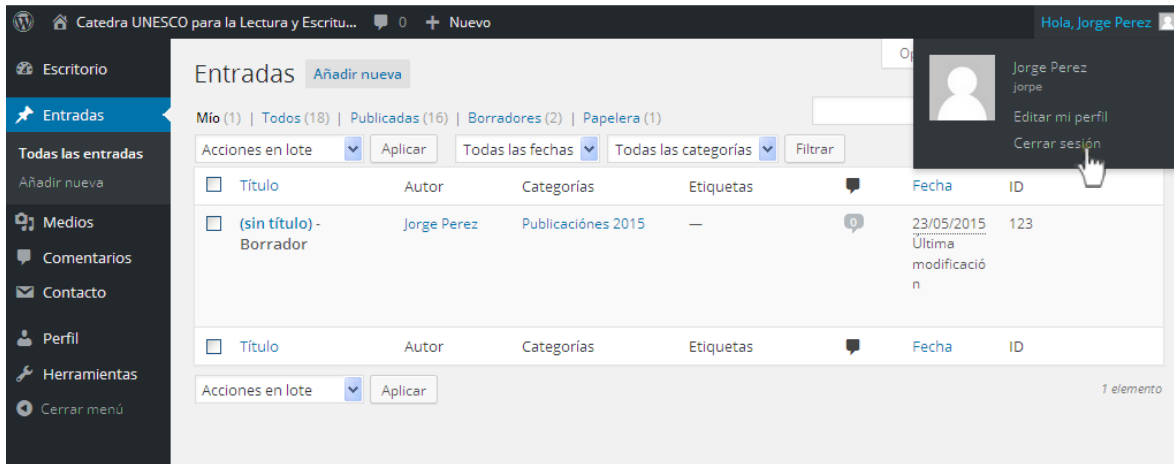 Catedra UNESCO para la Lectura y Escritu... 0 + Nuevo Hola, Jorge Perez
Jorge Perez
jorpe
Editar mi perfil
Cerrar sesión
Escritorio
Entradas
Todas las entradas
Añadir nueva
Medios
Comentarios
Contacto
Perfil
Herramientas
Cerrar menú
Entradas Añadir nueva
Mío (1) | Todos (18) | Publicadas (16) | Borradores (2) | Papelera (1)
Acciones en lote Aplicar Todas las fechas Todas las categorías Filtrar
Título Autor Categorías Etiquetas Fecha ID
(sin título) - Jorge Perez Publicaciónes 2015 — 0 23/05/2015 123
Borrador Última
modificació
n
Título Autor Categorías Etiquetas Fecha ID
Acciones en lote Aplicar 1 elemento